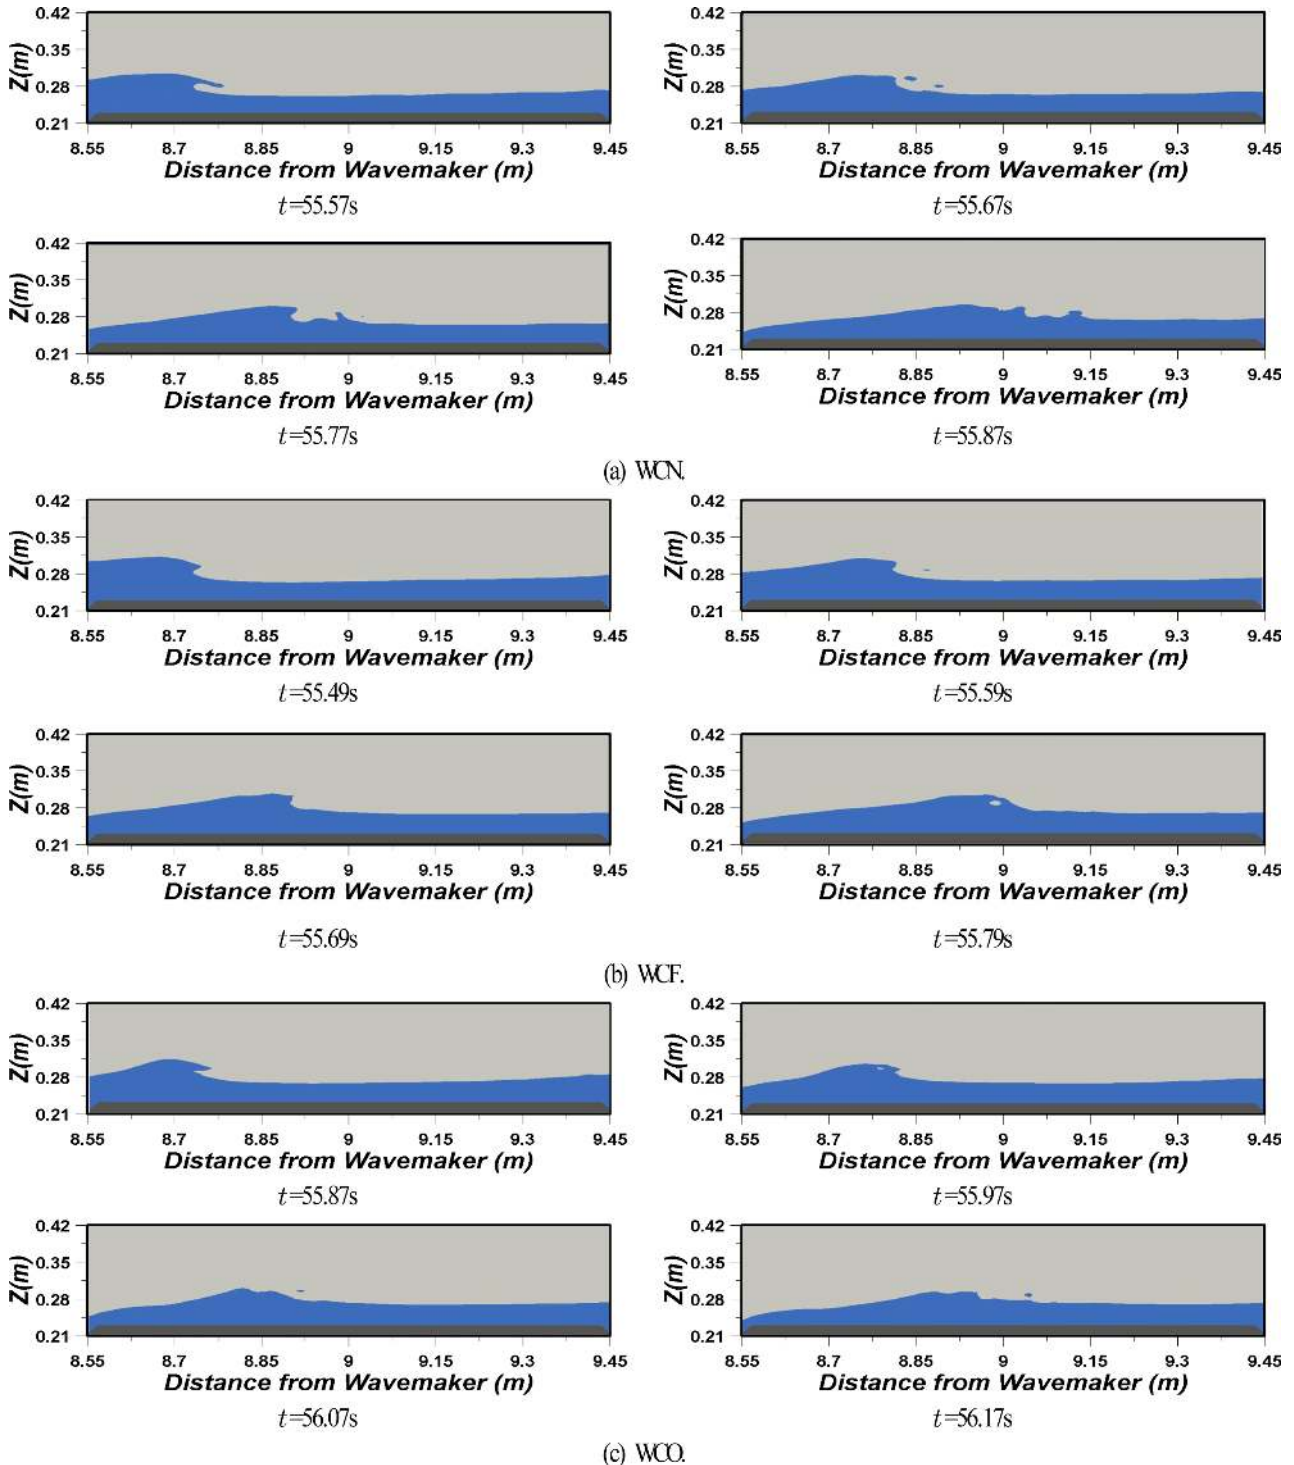 0.42 0.42
0.35 0.35
Z(m) Z(m)
0.28 0.28
0.21 0.21
8.55 8.7 8.85 9 9.15 9.3 9.45 8.55 8.7 8.85 9 9.15 9.3 9.45
Distance from Wavemaker (m) Distance from Wavemaker (m)
t=55.57s t=55.67s
0.42 0.42
0.35 0.35
Z(m) Z(m)
0.28 0.28
0.21 0.21
8.55 8.7 8.85 9 9.15 9.3 9.45 8.55 8.7 8.85 9 9.15 9.3 9.45
Distance from Wavemaker (m) Distance from Wavemaker (m)
t=55.77s t=55.87s
(a) WCN.
0.42 0.42
0.35 0.35
Z(m) Z(m)
0.28 0.28
0.21 0.21
8.55 8.7 8.85 9 9.15 9.3 9.45 8.55 8.7 8.85 9 9.15 9.3 9.45
Distance from Wavemaker (m) Distance from Wavemaker (m)
t=55.49s t=55.59s
0.42 0.42
0.35 0.35
Z(m) Z(m)
0.28 0.28
0.21 0.21
8.55 8.7 8.85 9 9.15 9.3 9.45 8.55 8.7 8.85 9 9.15 9.3 9.45
Distance from Wavemaker (m) Distance from Wavemaker (m)
t=55.69s t=55.79s
(b) WCF.
0.42 0.42
0.35 0.35
Z(m) Z(m)
0.28 0.28
0.21 0.21
8.55 8.7 8.85 9 9.15 9.3 9.45 8.55 8.7 8.85 9 9.15 9.3 9.45
Distance from Wavemaker (m) Distance from Wavemaker (m)
t=55.87s t=55.97s
0.42 0.42
0.35 0.35
Z(m) Z(m)
0.28 0.28
0.21 0.21
8.55 8.7 8.85 9 9.15 9.3 9.45 8.55 8.7 8.85 9 9.15 9.3 9.45
Distance from Wavemaker (m) Distance from Wavemaker (m)
t=56.07s t=56.17s
(c) WCO.